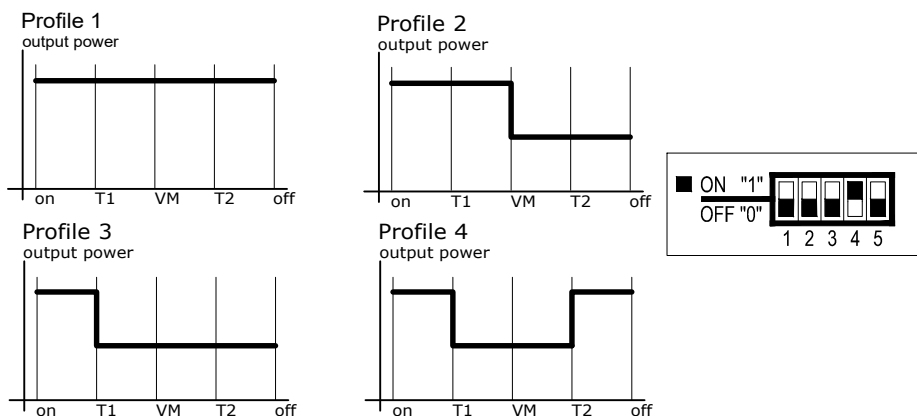 Profile 1
output power
on T1 VM T2 off
Profile 2
output power
on T1 VM T2 off
Profile 3
output power
on T1 VM T2 off
Profile 4
output power
on T1 VM T2 off
ON "1"
OFF "0"
1 2 3 4 5